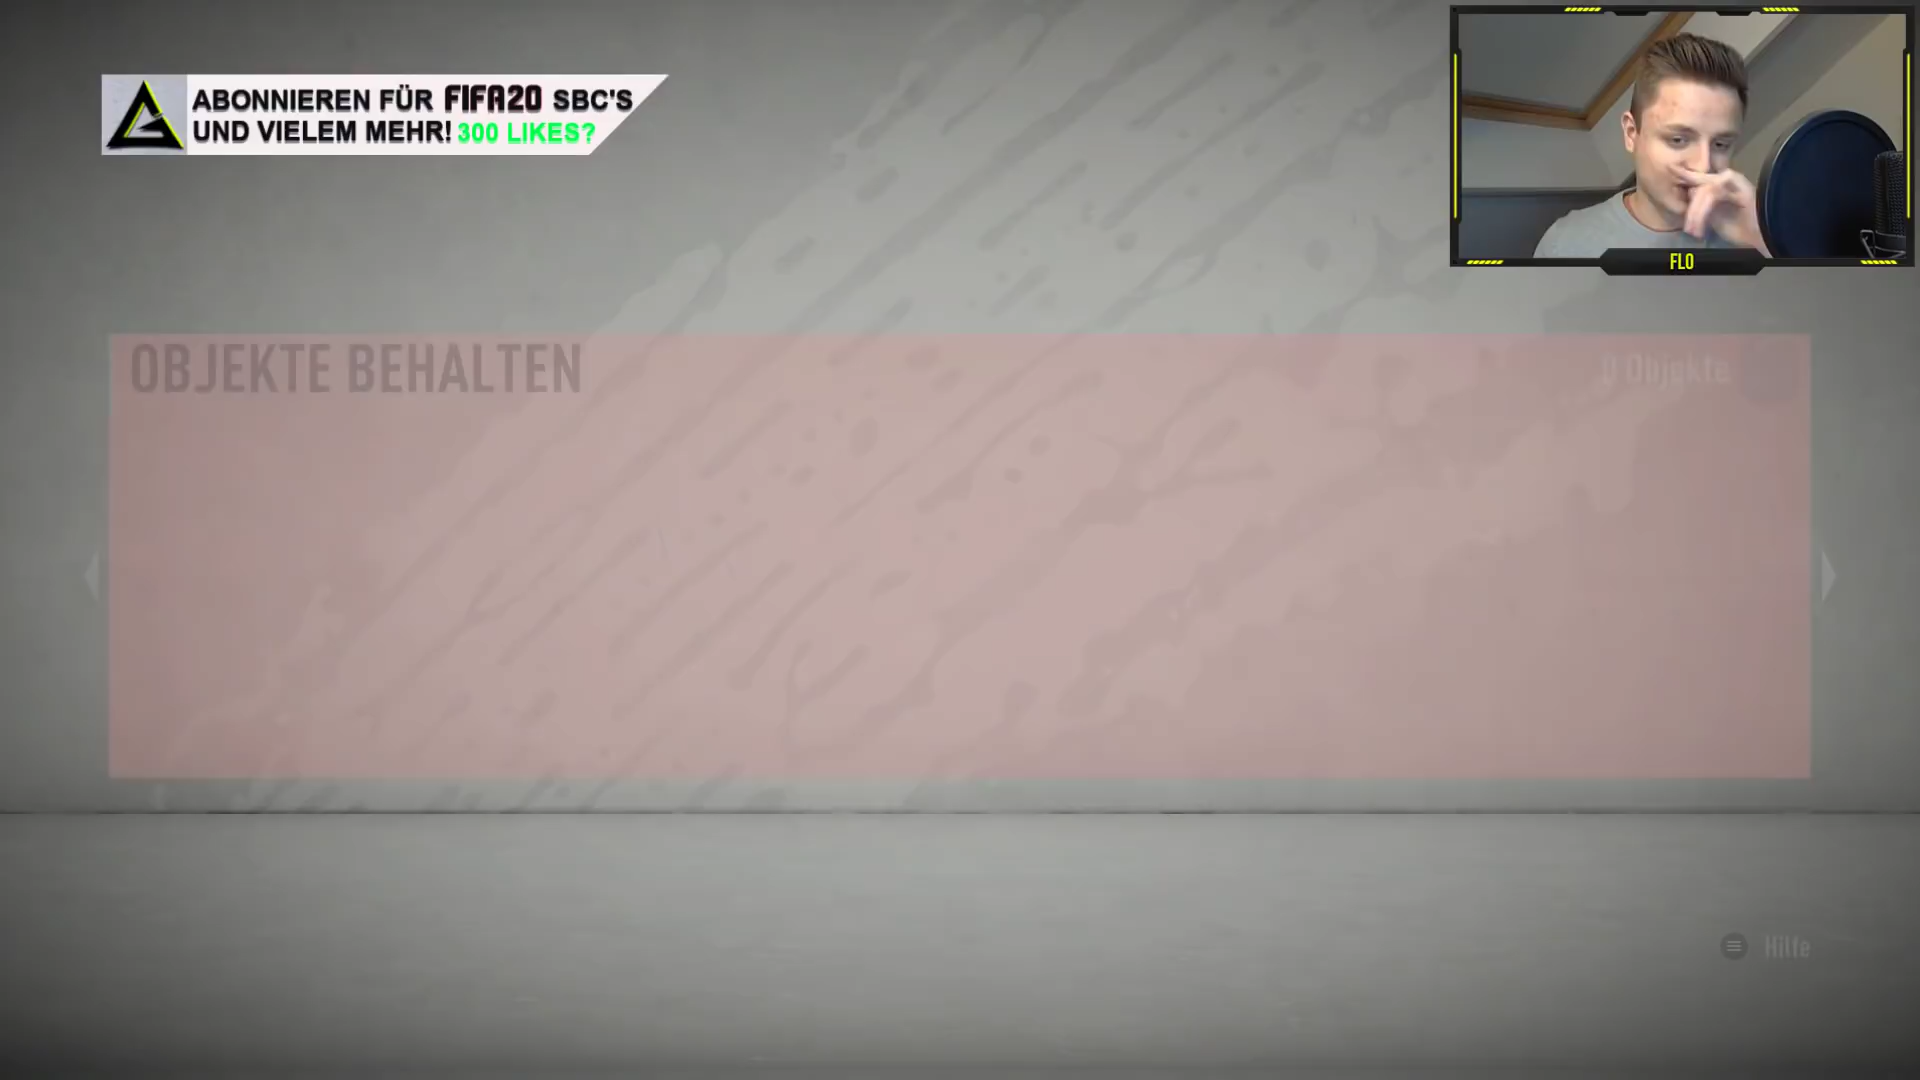 ABONNIEREN FÜR FIFA20 SBC'S
UND VIELEM MEHR! 300 LIKES?
FLO
OBJEKTE BEHALTEN
0 Objekte
Hilfe